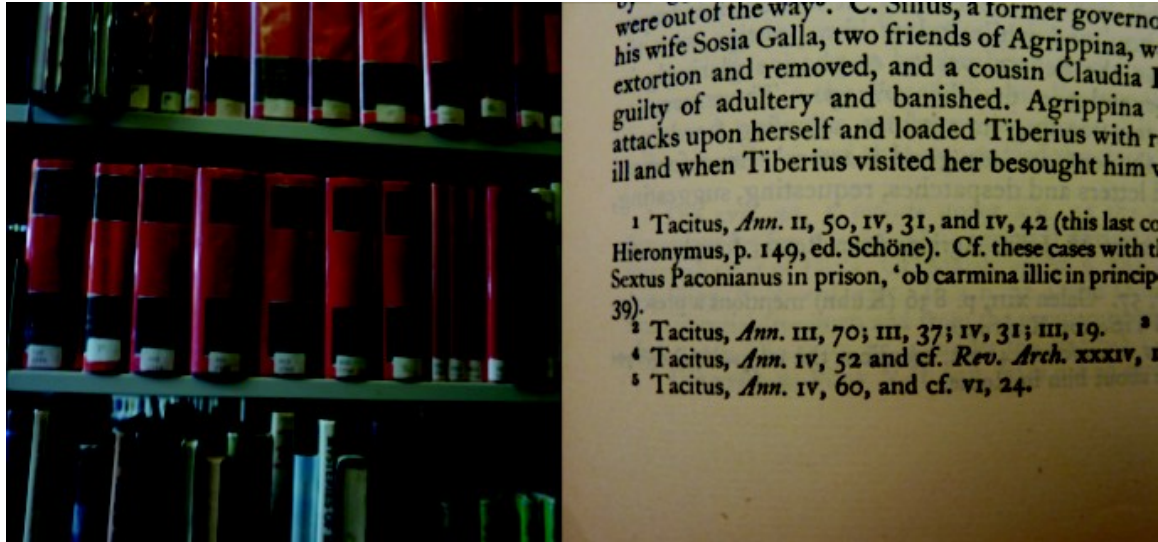 were out of the way⁵. C. Silius, a former governo
his wife Sosia Galla, two friends of Agrippina, w
extortion and removed, and a cousin Claudia
guilty of adultery and banished. Agrippina
attacks upon herself and loaded Tiberius with r
ill and when Tiberius visited her besought him
¹ Tacitus, Ann. II, 50, IV, 31, and IV, 42 (this last co
Hieronymus, p. 149, ed. Schöne). Cf. these cases with th
Sextus Paconianus in prison, 'ob carmina illic in princip
39).
² Tacitus, Ann. III, 70; III, 37; IV, 31; III, 19. ³
⁴ Tacitus, Ann. IV, 52 and cf. Rev. Arch. XXXIV,
⁵ Tacitus, Ann. IV, 60, and cf. VI, 24.